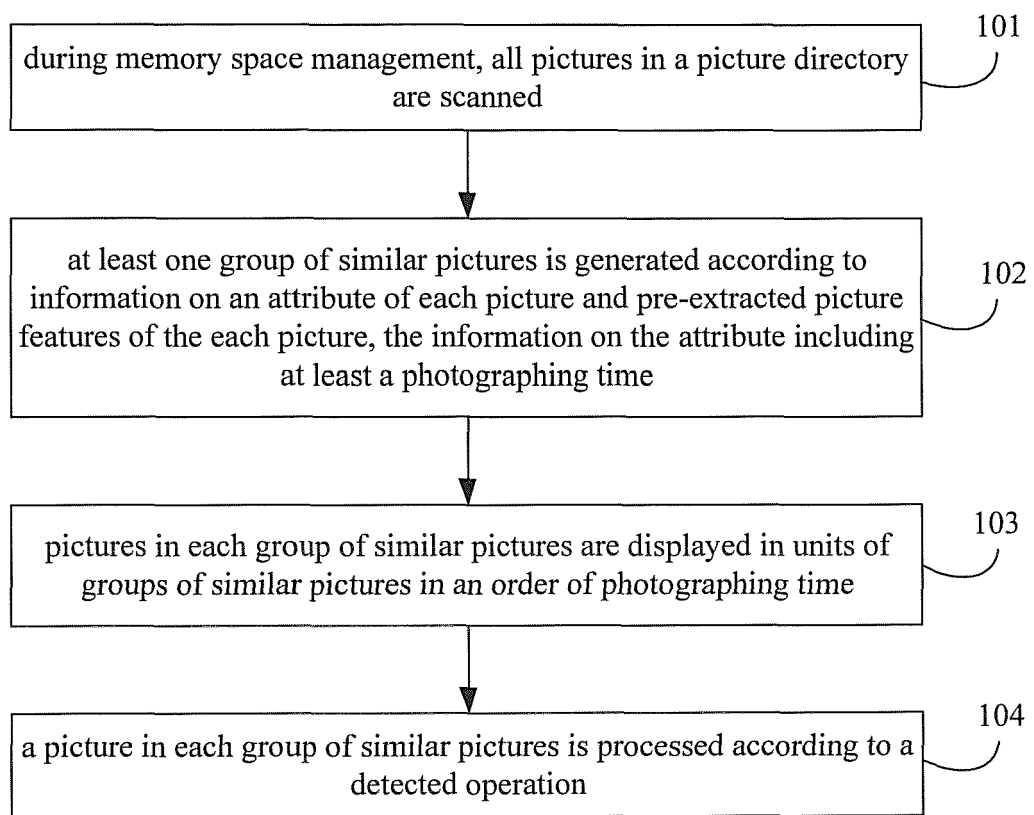 101
during memory space management, all pictures in a picture directory
are scanned
102
at least one group of similar pictures is generated according to
information on an attribute of each picture and pre-extracted picture
features of the each picture, the information on the attribute including
at least a photographing time
103
pictures in each group of similar pictures are displayed in units of
groups of similar pictures in an order of photographing time
104
a picture in each group of similar pictures is processed according to a
detected operation